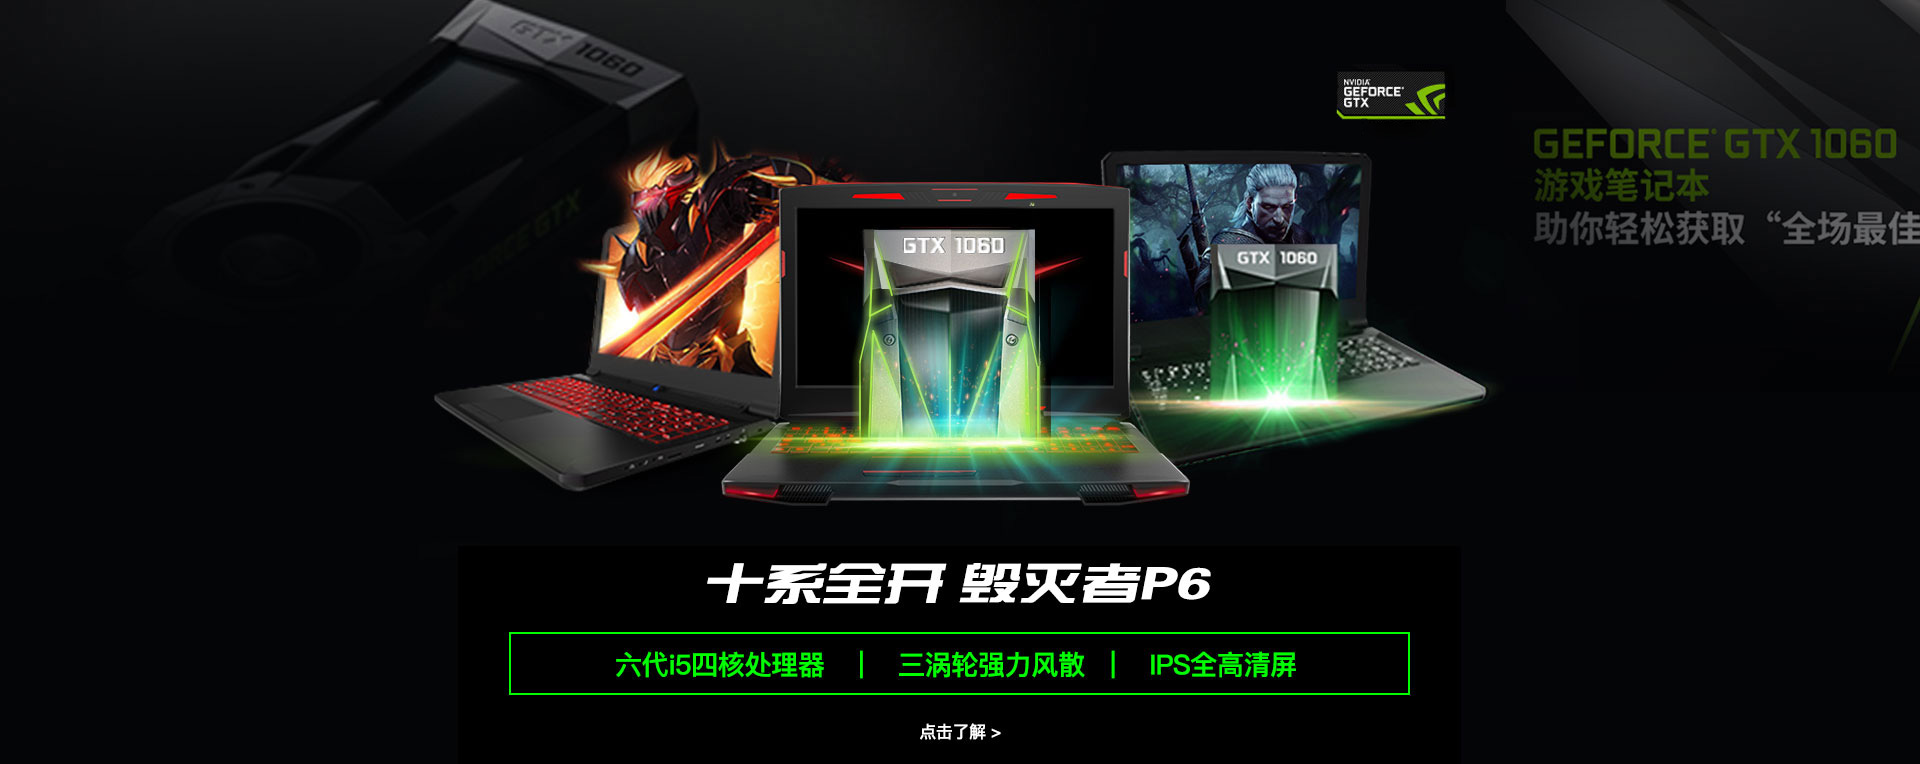 GTX 1060
NVIDIA
GEFORCE
GTX
GEFORCE GTX 1060
游戏笔记本
助你轻松获取“全场最佳
GEFORCE GTX
GTX 1060
GTX 1060
十系全开 毁灭者P6
六代i5四核处理器 | 三涡轮强力风散 | IPS全高清屏
点击了解 >